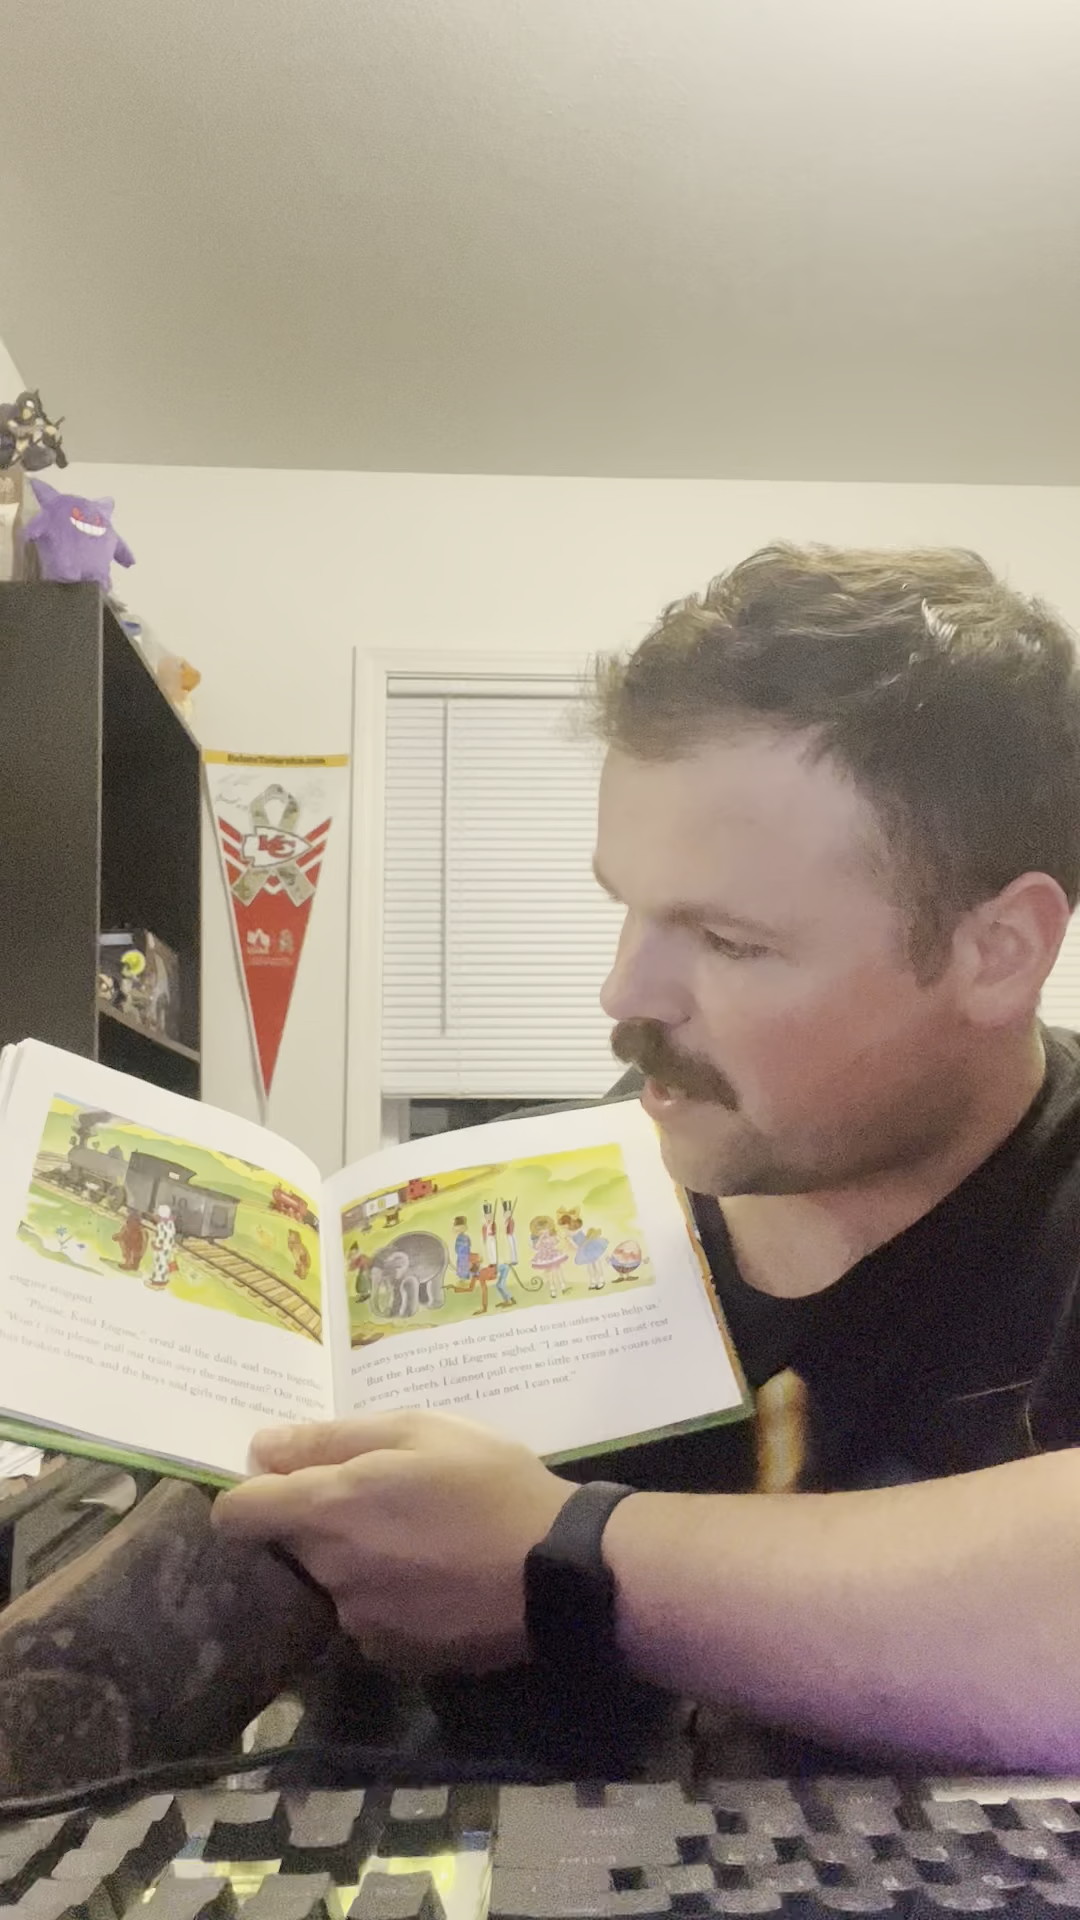 KC
engine stopped.
"Please, Kind Engine," cried all the dolls and toys together.
"Won't you please pull our train over the mountain? Our engine
has broken down, and the boys and girls on the other side
have any toys to play with or good food to eat unless you help us."
But the Rusty Old Engine sighed. "I am so tired. I must rest
my weary wheels. I cannot pull even so little a train as yours over
I can not. I can not. I can not."